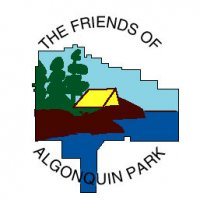 THE FRIENDS OF
ALGONQUIN PARK